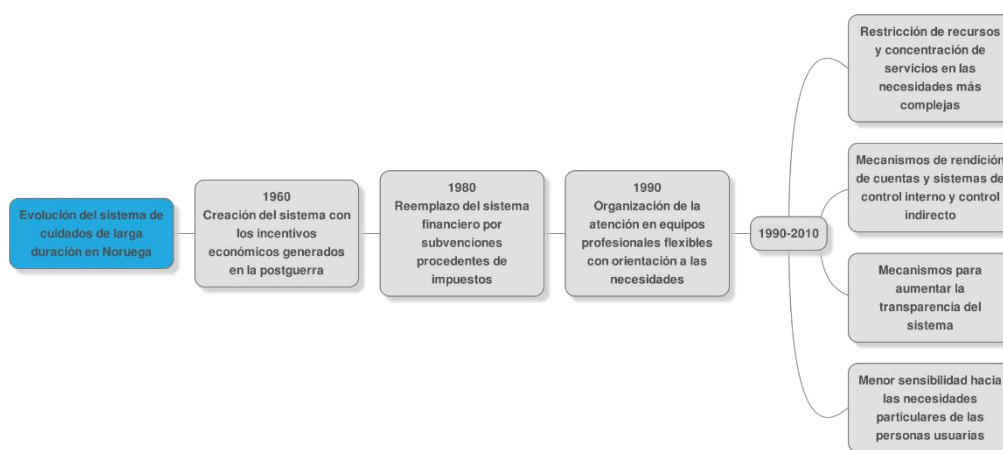 Evolución del sistema de
cuidados de larga
duración en Noruega
1960
Creación del sistema con
los incentivos
económicos generados
en la postguerra
1980
Reemplazo del sistema
financiero por
subvenciones
procedentes de
impuestos
1990
Organización de la
atención en equipos
profesionales flexibles
con orientación a las
necesidades
1990-2010
Restricción de recursos
y concentración de
servicios en las
necesidades más
complejas
Mecanismos de rendición
de cuentas y sistemas de
control interno y control
indirecto
Mecanismos para
aumentar la
transparencia del
sistema
Menor sensibilidad hacia
las necesidades
particulares de las
personas usuarias